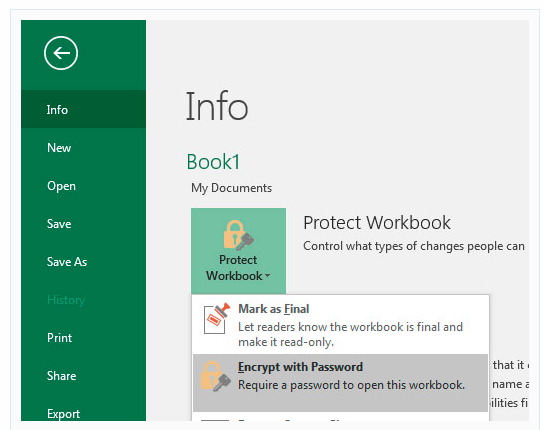 Info
New
Open
Save
Save As
History
Print
Share
Export
Info
Book1
My Documents
Protect
Workbook
Protect Workbook
Control what types of changes people can
Mark as Final
Let readers know the workbook is final and
make it read-only.
Encrypt with Password
Require a password to open this workbook.
that it
name a
bilities fi